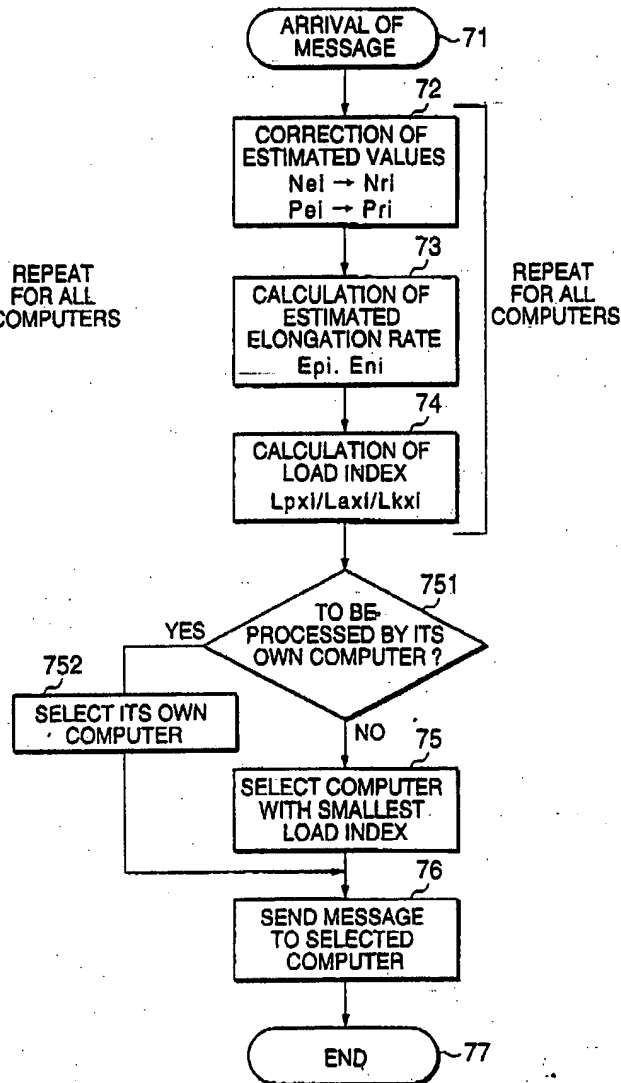 ARRIVAL OF
MESSAGE
71
72
CORRECTION OF
ESTIMATED VALUES
Nei → Nri
Pei → Pri
REPEAT
FOR ALL
COMPUTERS
REPEAT
FOR ALL
COMPUTERS
73
CALCULATION OF
ESTIMATED
ELONGATION RATE
Epi. Eni
74
CALCULATION OF
LOAD INDEX
Lpxi/Laxi/Lkxi
751
TO BE
PROCESSED BY ITS
OWN COMPUTER ?
YES
752
SELECT ITS OWN
COMPUTER
NO
75
SELECT COMPUTER
WITH SMALLEST
LOAD INDEX
76
SEND MESSAGE
TO SELECTED
COMPUTER
END
77